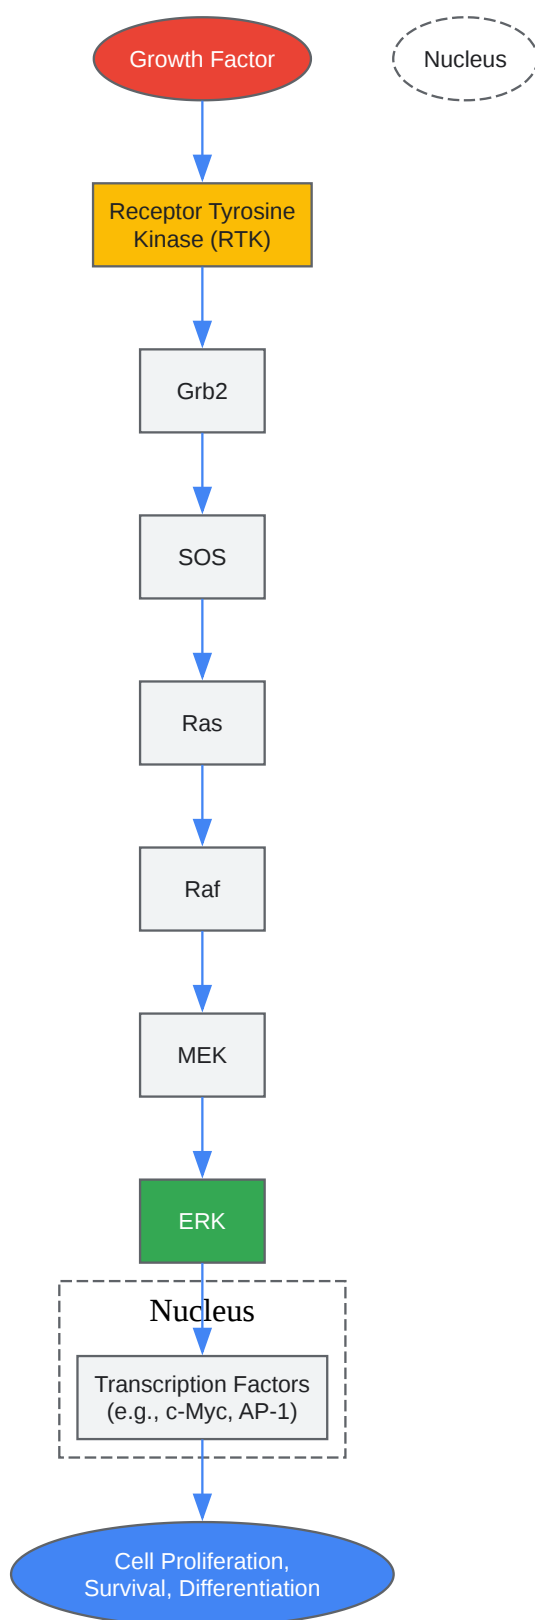 Growth Factor
Nucleus
Receptor Tyrosine
Kinase (RTK)
Grb2
SOS
Ras
Raf
MEK
ERK
Nucleus
Transcription Factors
(e.g., c-Myc, AP-1)
Cell Proliferation,
Survival, Differentiation